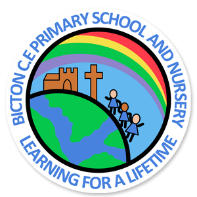 BICTON C.E PRIMARY SCHOOL AND NURSERY
LEARNING FOR A LIFETIME